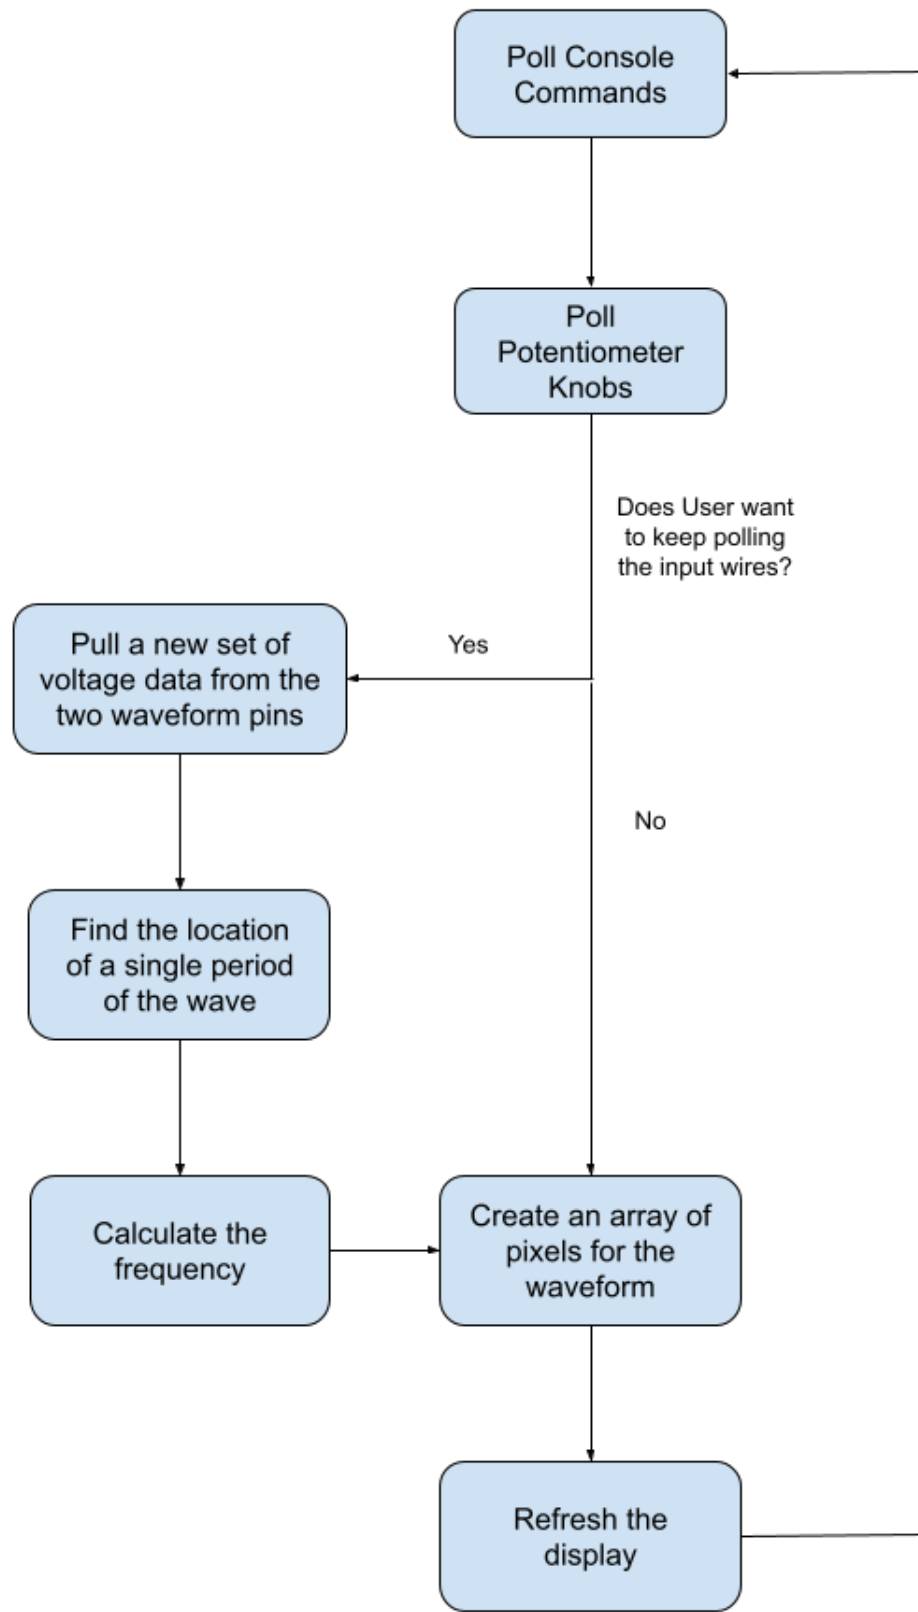 Poll Console
Commands
Poll
Potentiometer
Knobs
Does User want
to keep polling
the input wires?
Yes
Pull a new set of
voltage data from the
two waveform pins
No
Find the location
of a single period
of the wave
Calculate the
frequency
Create an array of
pixels for the
waveform
Refresh the
display